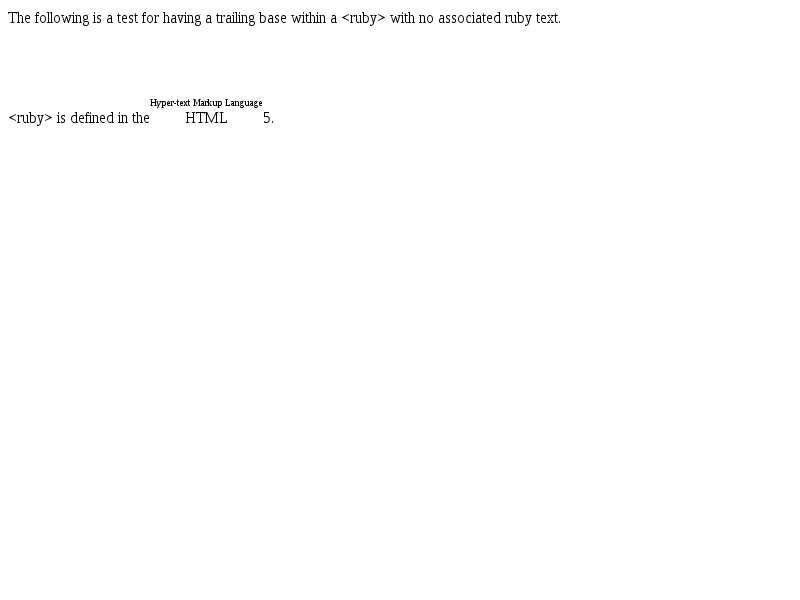 The following is a test for having a trailing base within a <ruby> with no associated ruby text.
Hyper-text Markup Language
<ruby> is defined in the HTML 5.